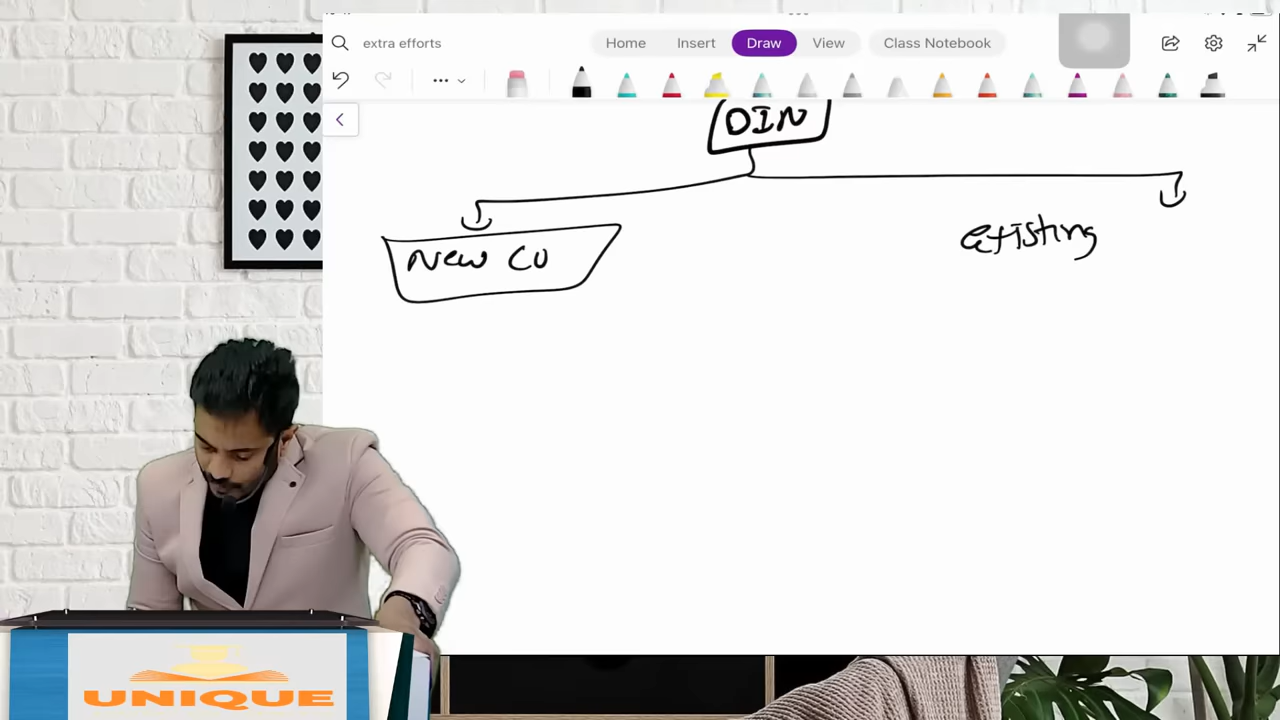 extra efforts
Home Insert Draw View Class Notebook
DIN
New Co
existing
UNIQUE